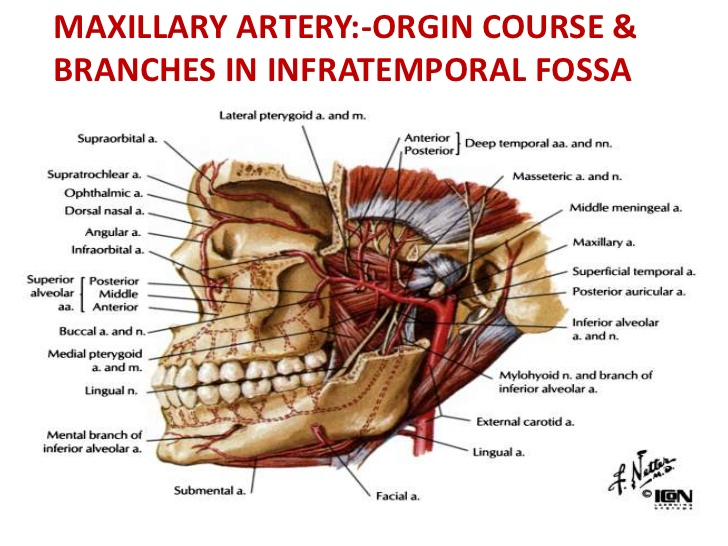 MAXILLARY ARTERY:-ORGIN COURSE &
BRANCHES IN INFRATEMPORAL FOSSA
Lateral pterygoid a. and m.
Supraorbital a.
Supratrochlear a.
Ophthalmic a.
Dorsal nasal a.
Angular a.
Infraorbital a.
Superior
alveolar
aa.
Posterior
Middle
Anterior
Buccal a. and n.
Medial pterygoid
a. and m.
Lingual n.
Mental branch of
inferior alveolar a.
Submental a.
Anterior
Posterior
Deep temporal aa. and nn.
Masseteric a. and n.
Middle meningeal a.
Maxillary a.
Superficial temporal a.
Posterior auricular a.
Inferior alveolar
a. and n.
Mylohyoid n. and branch of
inferior alveolar a.
External carotid a.
Lingual a.
Facial a.
F. Netter
M.D.
© ICON
LEARNING
SYSTEMS